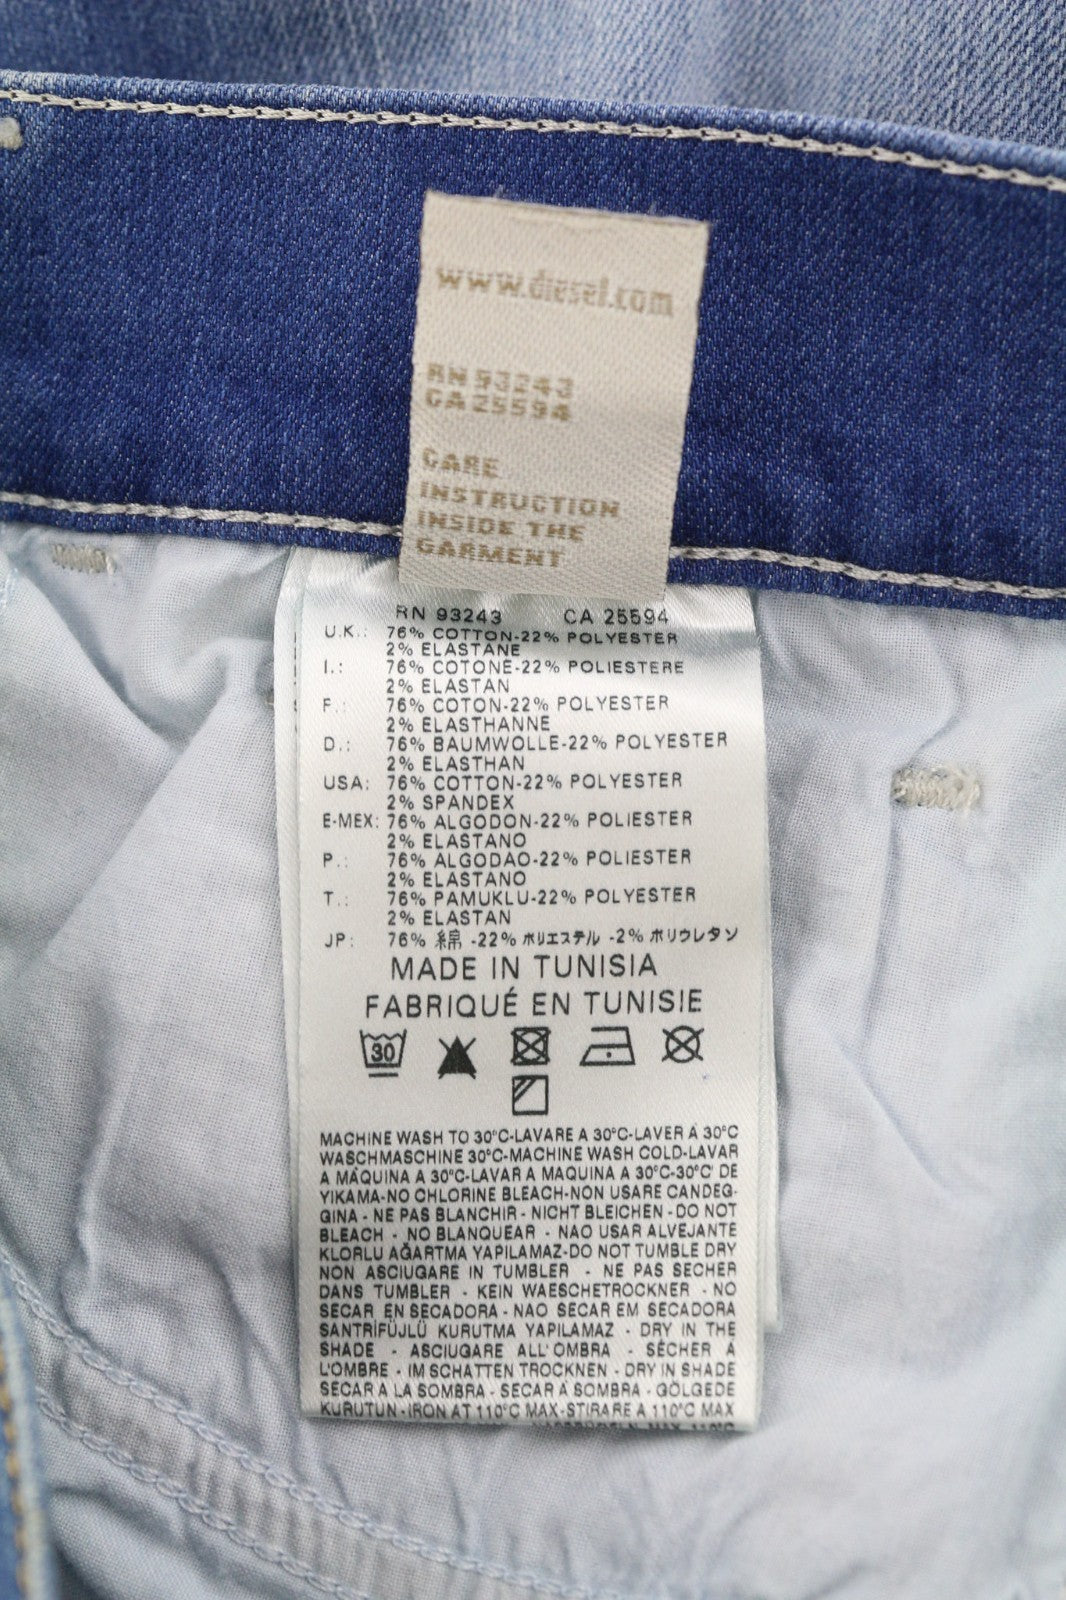 www.diesel.com
RN 93243
CA 25594
CARE
INSTRUCTION
INSIDE THE
GARMENT
RN 93243 CA 25594
U.K.: 76% COTTON-22% POLYESTER
2% ELASTANE
I.: 76% COTONE-22% POLIESTERE
2% ELASTAN
F.: 76% COTON-22% POLYESTER
2% ELASTHANNE
D.: 76% BAUMWOLLE-22% POLYESTER
2% ELASTHAN
USA: 76% COTTON-22% POLYESTER
2% SPANDEX
E-MEX: 76% ALGODON-22% POLIESTER
2% ELASTANO
P.: 76% ALGODAO-22% POLIESTER
2% ELASTANO
T.: 76% PAMUKLU-22% POLYESTER
2% ELASTAN
JP: 76% 綿 -22% ポリエステル -2% ポリウレタン
MADE IN TUNISIA
FABRIQUÉ EN TUNISIE
30
MACHINE WASH TO 30°C-LAVARE A 30°C-LAVER À 30°C
WASCHMASCHINE 30°C-MACHINE WASH COLD-LAVAR
A MÁQUINA A 30°C-LAVAR A MAQUINA A 30°C-30°C' DE
YIKAMA-NO CHLORINE BLEACH-NON USARE CANDEG-
GINA - NE PAS BLANCHIR - NICHT BLEICHEN - DO NOT
BLEACH - NO BLANQUEAR - NAO USAR ALVEJANTE
KLORLU AĞARTMA YAPILAMAZ-DO NOT TUMBLE DRY
NON ASCIUGARE IN TUMBLER - NE PAS SECHER
DANS TUMBLER - KEIN WAESCHETROCKNER - NO
SECAR EN SECADORA - NAO SECAR EM SECADORA
SANTRİFÜJLÜ KURUTMA YAPILAMAZ - DRY IN THE
SHADE - ASCIUGARE ALL'OMBRA - SÉCHER À
L'OMBRE - IM SCHATTEN TROCKNEN - DRY IN SHADE
SECAR A LA SOMBRA - SECAR À SOMBRA - GÖLGEDE
KURUTUN - IRON AT 110°C MAX-STIRARE A 110°C MAX
MAX 110°C